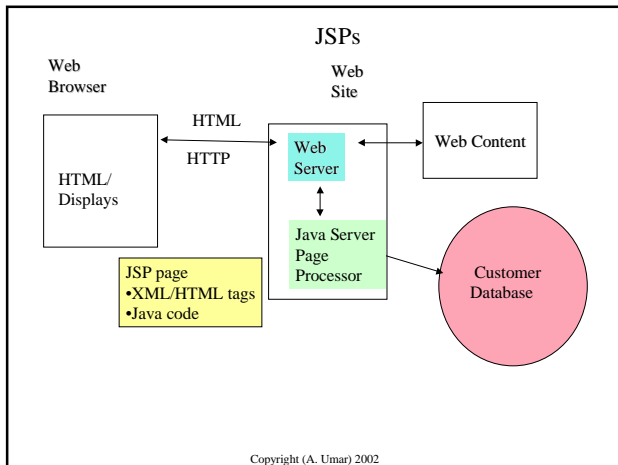 JSPs
Web
Browser
Web
Site
HTML
HTTP
HTML/
Displays
Web
Server
Web Content
Java Server
Page
Processor
Customer
Database
JSP page
•XML/HTML tags
•Java code
Copyright (A. Umar) 2002